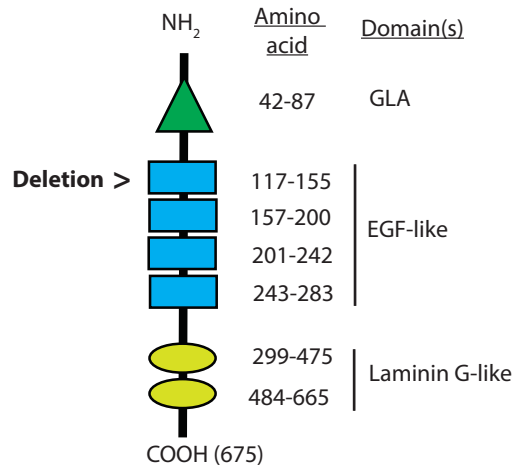 NH2 Amino acid Domain(s)
42-87 GLA
Deletion > 117-155
157-200
EGF-like
201-242
243-283
299-475
Laminin G-like
484-665
COOH (675)